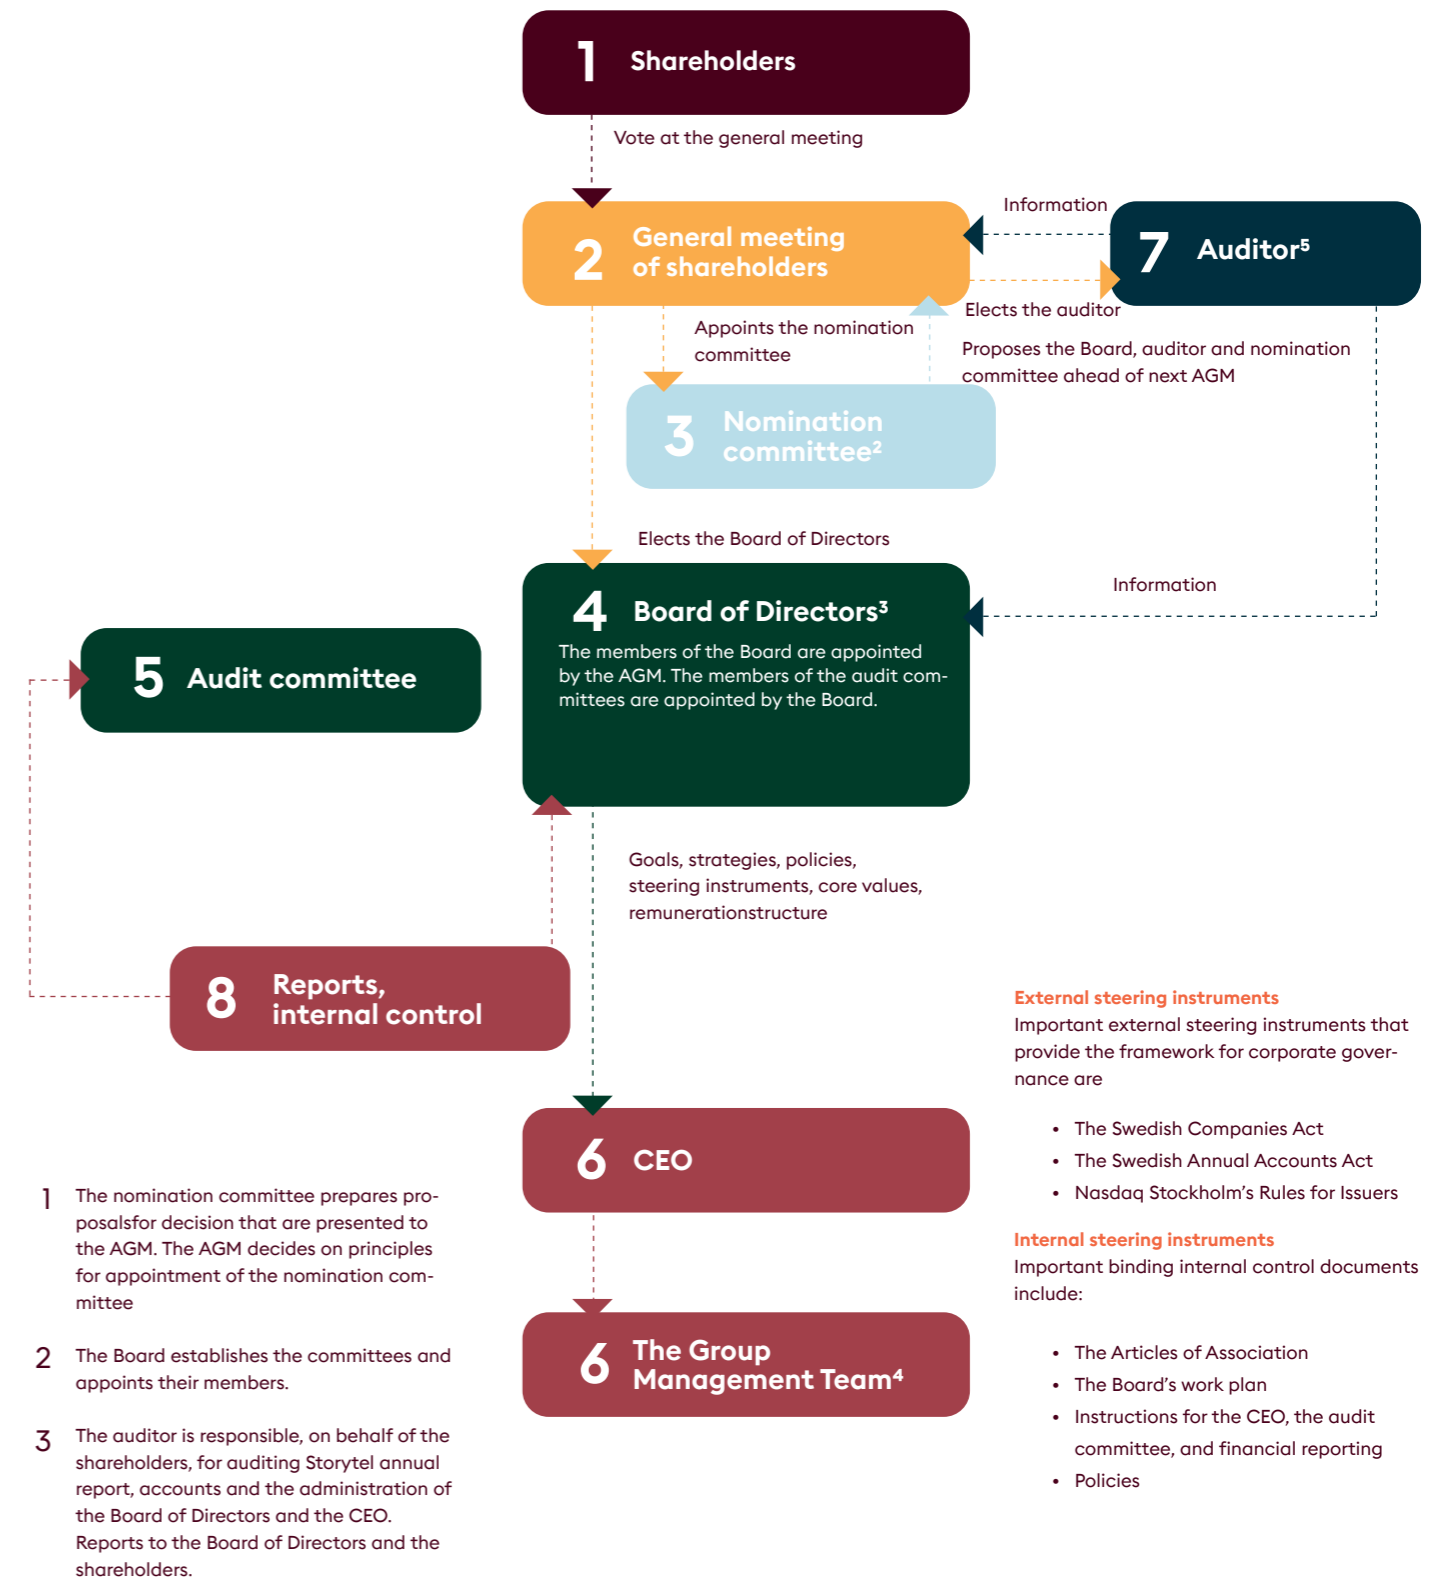 1 Shareholders
Vote at the general meeting
2 General meeting
of shareholders
Information
7 Auditor⁵
Elects the auditor
Appoints the nomination
committee
Proposes the Board, auditor and nomination
committee ahead of next AGM
3 Nomination
committee²
Elects the Board of Directors
4 Board of Directors³
The members of the Board are appointed
by the AGM. The members of the audit com-
mittees are appointed by the Board.
Information
5 Audit committee
Goals, strategies, policies,
steering instruments, core values,
remunerationstructure
8 Reports,
internal control
6 CEO
6 The Group
Management Team⁴
1 The nomination committee prepares pro-
posalsfor decision that are presented to
the AGM. The AGM decides on principles
for appointment of the nomination com-
mittee
2 The Board establishes the committees and
appoints their members.
3 The auditor is responsible, on behalf of the
shareholders, for auditing Storytel annual
report, accounts and the administration of
the Board of Directors and the CEO.
Reports to the Board of Directors and the
shareholders.
External steering instruments
Important external steering instruments that
provide the framework for corporate gover-
nance are
• The Swedish Companies Act
• The Swedish Annual Accounts Act
• Nasdaq Stockholm’s Rules for Issuers
Internal steering instruments
Important binding internal control documents
include:
• The Articles of Association
• The Board’s work plan
• Instructions for the CEO, the audit
committee, and financial reporting
• Policies